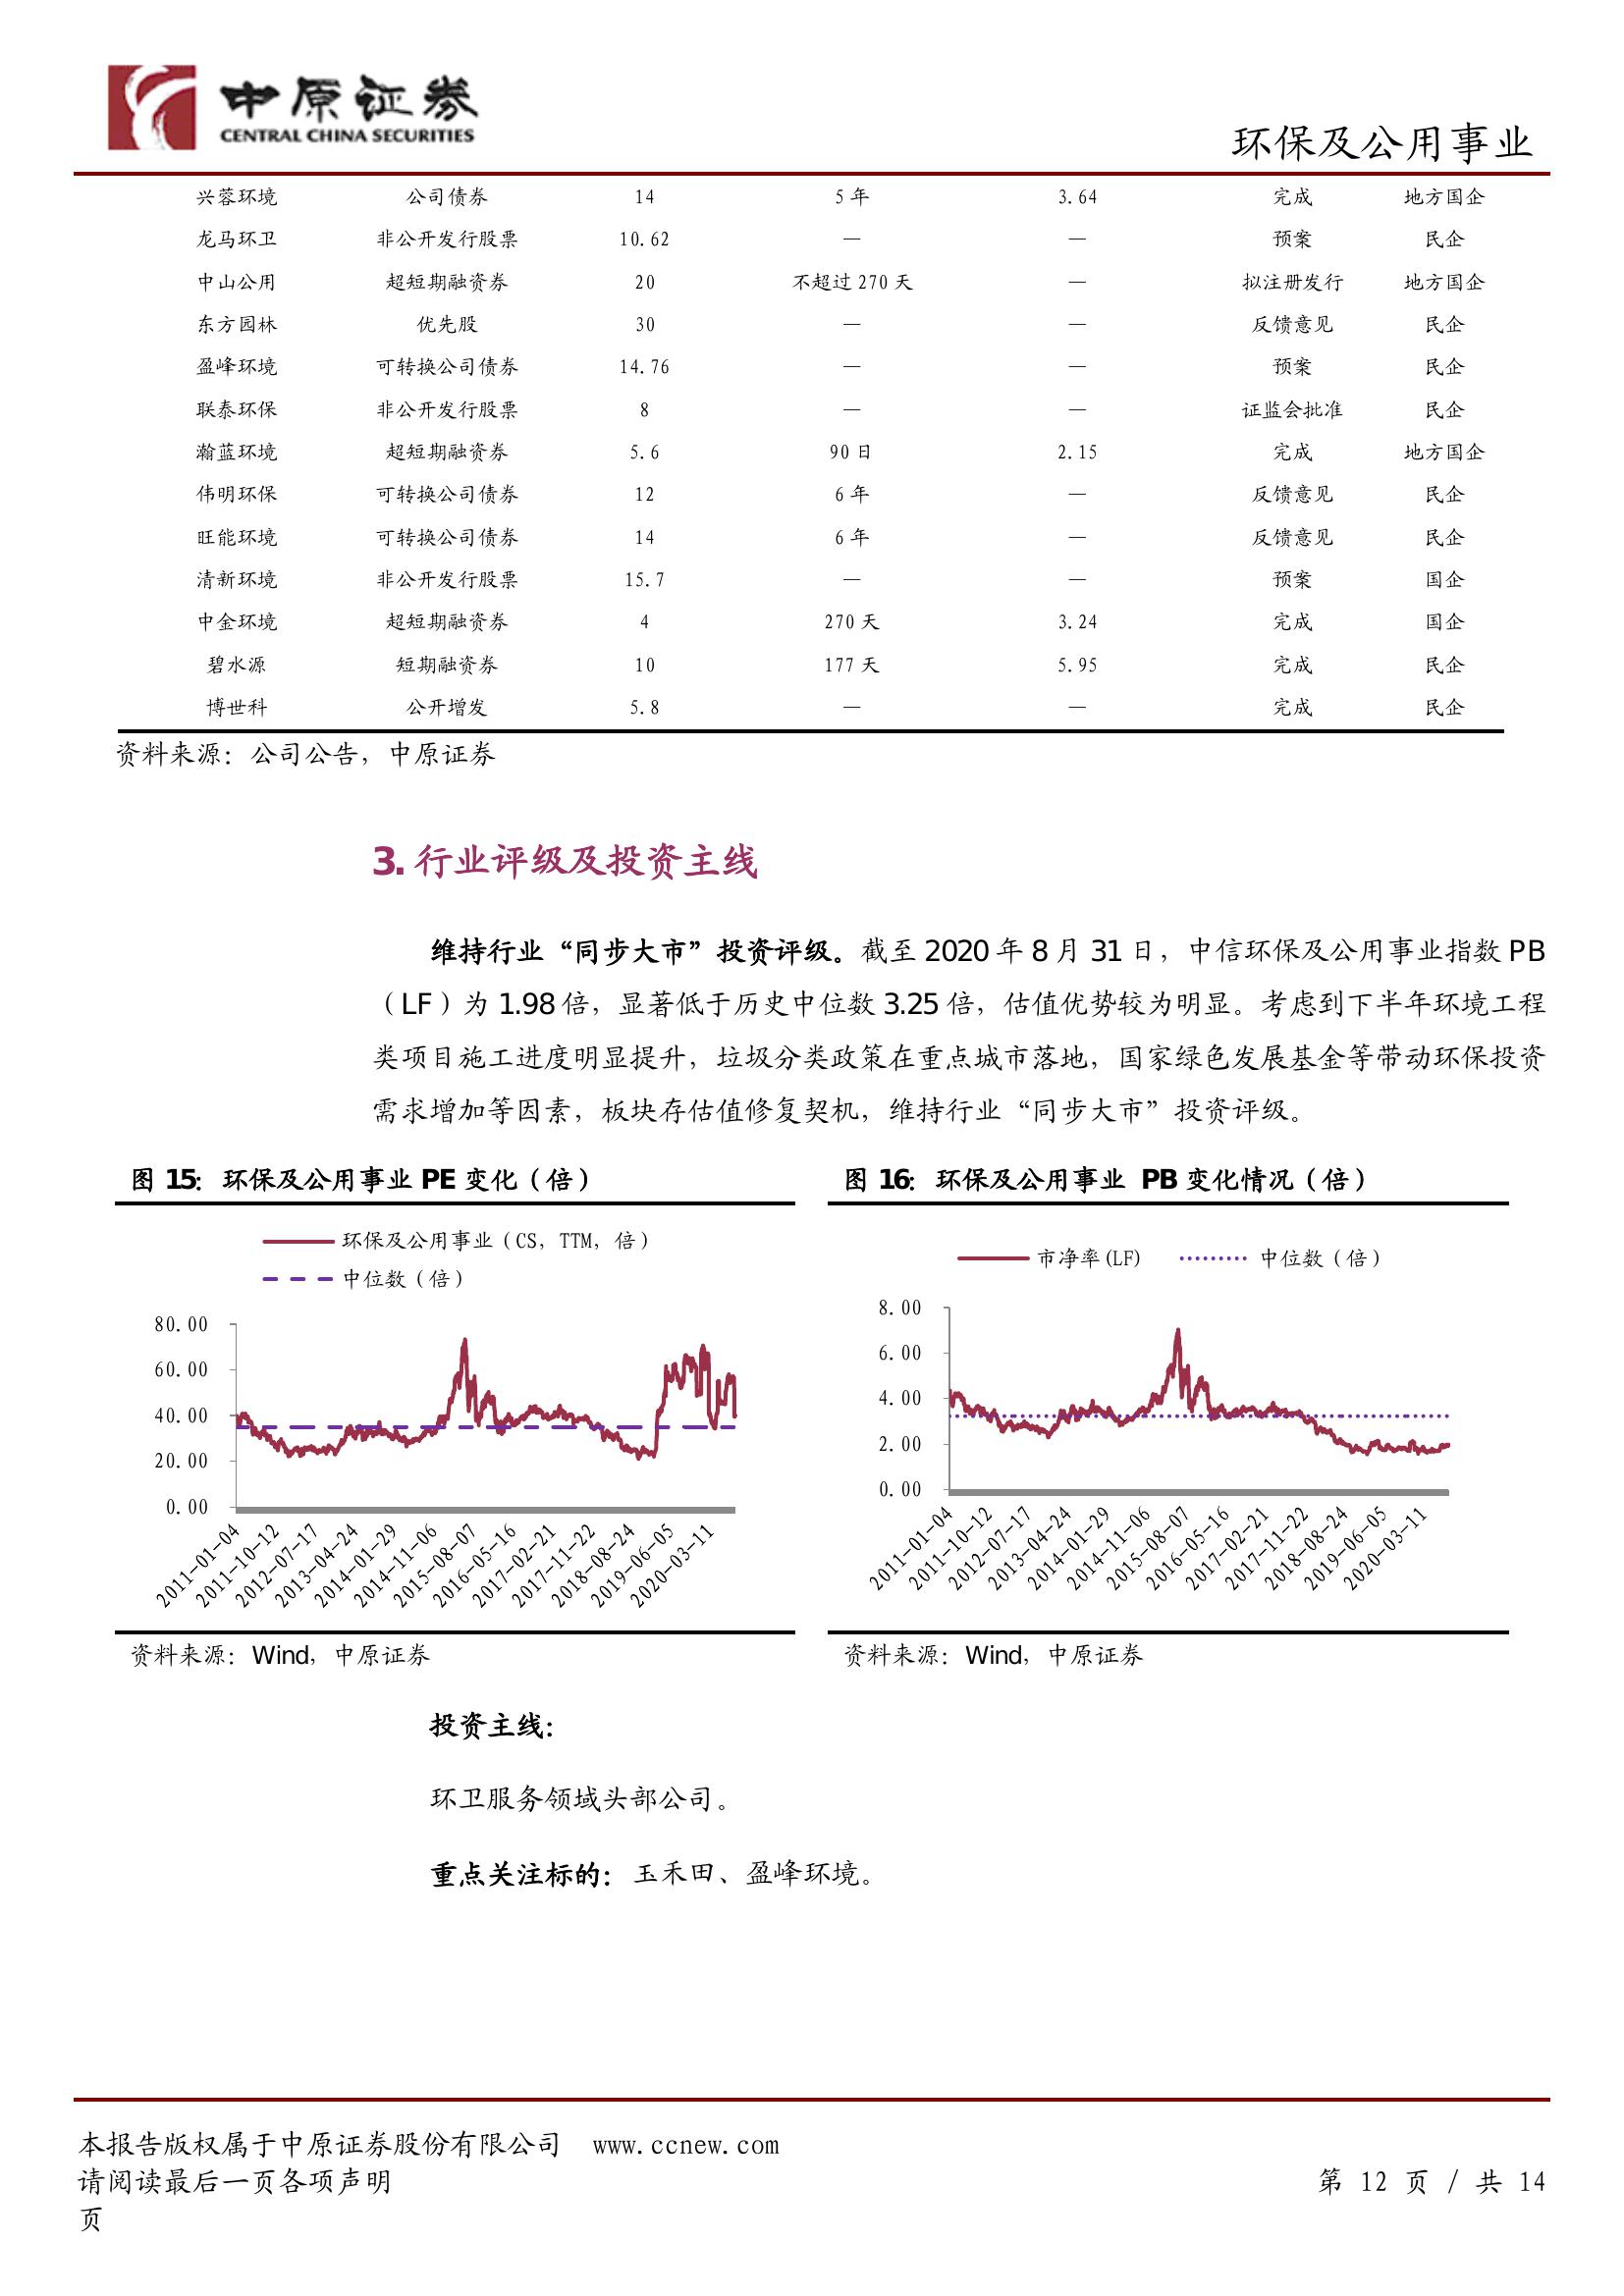 中原证券
CENTRAL CHINA SECURITIES
环保及公用事业
兴蓉环境 公司债券 14 5 年 3.64 完成 地方国企
龙马环卫 非公开发行股票 10.62 — — 预案 民企
中山公用 超短期融资券 20 不超过 270 天 — 拟注册发行 地方国企
东方园林 优先股 30 — — 反馈意见 民企
盈峰环境 可转换公司债券 14.76 — — 预案 民企
联泰环保 非公开发行股票 8 — — 证监会批准 民企
瀚蓝环境 超短期融资券 5.6 90 日 2.15 完成 地方国企
伟明环保 可转换公司债券 12 6 年 — 反馈意见 民企
旺能环境 可转换公司债券 14 6 年 — 反馈意见 民企
清新环境 非公开发行股票 15.7 — — 预案 国企
中金环境 超短期融资券 4 270 天 3.24 完成 国企
碧水源 短期融资券 10 177 天 5.95 完成 民企
博世科 公开增发 5.8 — — 完成 民企
资料来源：公司公告，中原证券
3. 行业评级及投资主线
维持行业“同步大市”投资评级。截至 2020 年 8 月 31 日，中信环保及公用事业指数 PB
（LF）为 1.98 倍，显著低于历史中位数 3.25 倍，估值优势较为明显。考虑到下半年环境工程
类项目施工进度明显提升，垃圾分类政策在重点城市落地，国家绿色发展基金等带动环保投资
需求增加等因素，板块存估值修复契机，维持行业“同步大市”投资评级。
图 15：环保及公用事业 PE 变化（倍）
环保及公用事业（CS，TTM，倍）
中位数（倍）
80.00
60.00
40.00
20.00
0.00
2011-01-04
2011-10-12
2012-07-17
2013-04-24
2014-01-29
2014-11-06
2015-08-07
2016-05-16
2017-02-21
2017-11-22
2018-08-24
2019-06-05
2020-03-11
资料来源：Wind，中原证券
图 16：环保及公用事业 PB 变化情况（倍）
市净率(LF) 中位数（倍）
8.00
6.00
4.00
2.00
0.00
2011-01-04
2011-10-12
2012-07-17
2013-04-24
2014-01-29
2014-11-06
2015-08-07
2016-05-16
2017-02-21
2017-11-22
2018-08-24
2019-06-05
2020-03-11
资料来源：Wind，中原证券
投资主线：
环卫服务领域头部公司。
重点关注标的：玉禾田、盈峰环境。
本报告版权属于中原证券股份有限公司 www.ccnew.com
请阅读最后一页各项声明 第 12 页 / 共 14
页